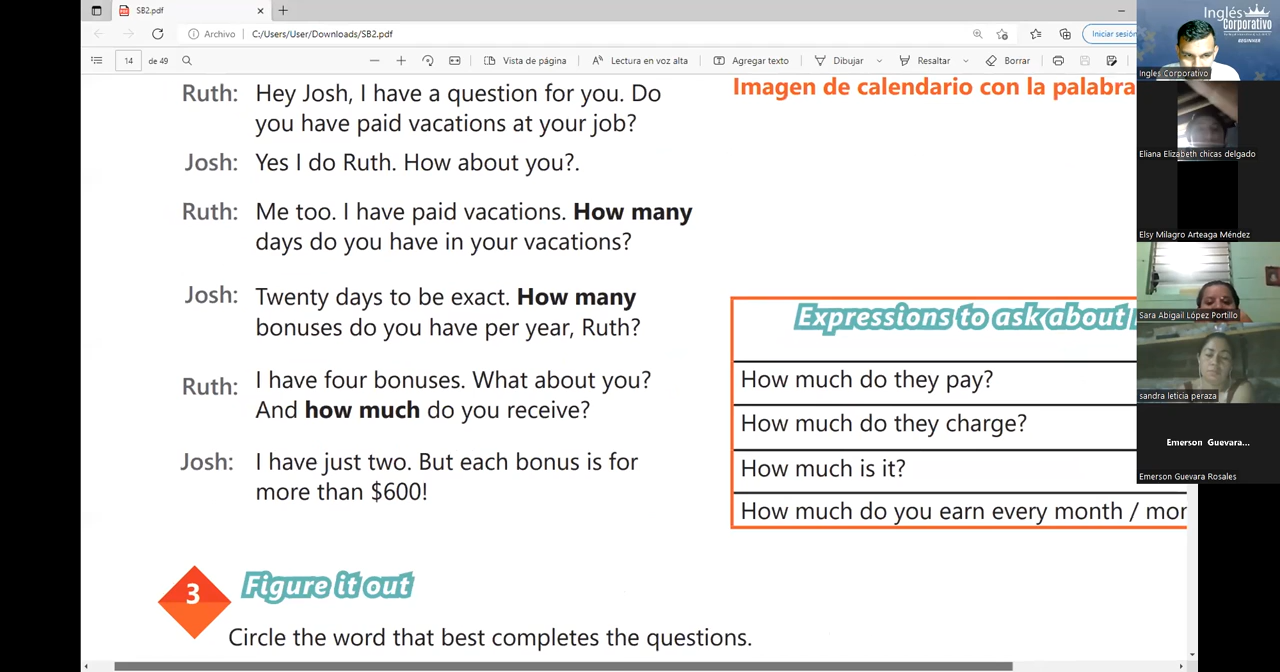 SB2.pdf
Archivo
C:/Users/User/Downloads/SB2.pdf
Iniciar sesión
14 de 49
Vista de página
Lectura en voz alta
Agregar texto
Dibujar
Resaltar
Borrar
Ruth: Hey Josh, I have a question for you. Do
you have paid vacations at your job?
Josh: Yes I do Ruth. How about you?.
Ruth: Me too. I have paid vacations. How many
days do you have in your vacations?
Josh: Twenty days to be exact. How many
bonuses do you have per year, Ruth?
Ruth: I have four bonuses. What about you?
And how much do you receive?
Josh: I have just two. But each bonus is for
more than $600!
3 Figure it out
Circle the word that best completes the questions.
Imagen de calendario con la palabra
Expressions to ask about
How much do they pay?
How much do they charge?
How much is it?
How much do you earn every month / mor
Inglés
Corporativo
BEGINNER
Inglés Corporativo
Eliana Elizabeth chicas delgado
Elsy Milagro Arteaga Méndez
Sara Abigail López Portillo
sandra leticia peraza
Emerson Guevara...
Emerson Guevara Rosales